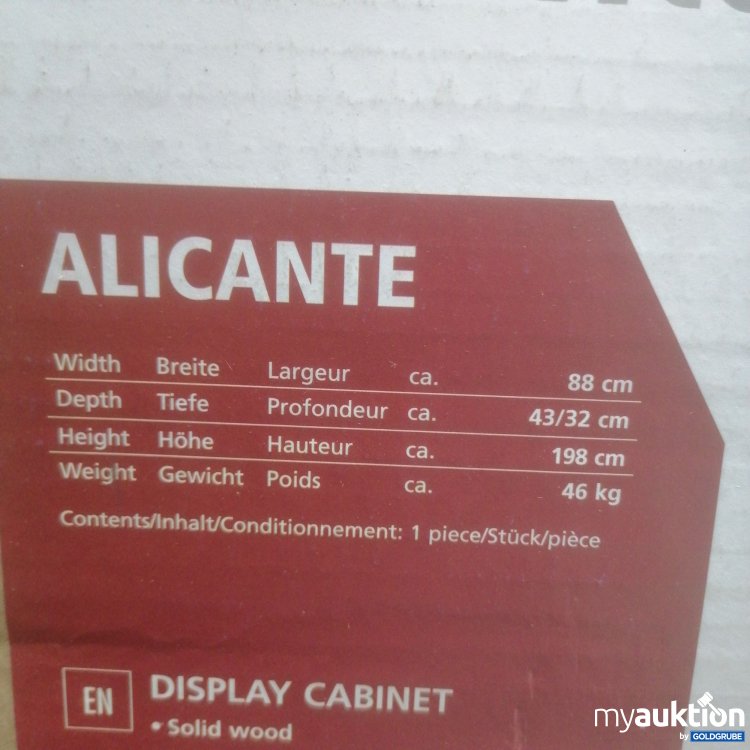 ALICANTE
Width Breite Largeur ca. 88 cm
Depth Tiefe Profondeur ca. 43/32 cm
Height Höhe Hauteur ca. 198 cm
Weight Gewicht Poids ca. 46 kg
Contents/Inhalt/Conditionnement: 1 piece/Stück/pièce
EN DISPLAY CABINET
• Solid wood
myauktion
by GOLDGRUBE